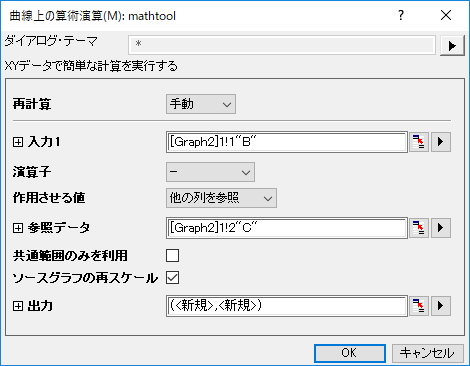 曲線上の算術演算(M): mathtool
? ×
ダイアログ・テーマ *
XYデータで簡単な計算を実行する
再計算 手動
入力1 [Graph2]1!1"B"
演算子 −
作用させる値 他の列を参照
参照データ [Graph2]1!2"C"
共通範囲のみを利用
ソースグラフの再スケール
出力 (<新規>,<新規>)
OK キャンセル